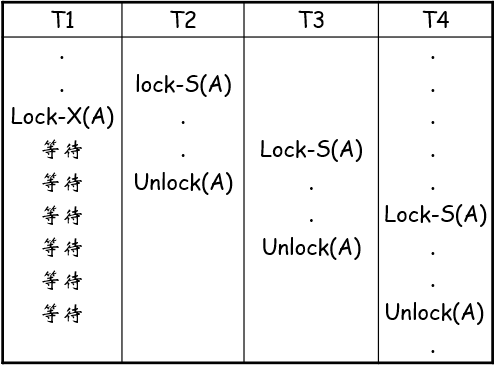 T1 T2 T3 T4
. .
. lock-S(A) .
Lock-X(A) . .
等待 . Lock-S(A) .
等待 Unlock(A) . .
等待 . Lock-S(A)
等待 Unlock(A) .
等待 .
等待 Unlock(A)
.